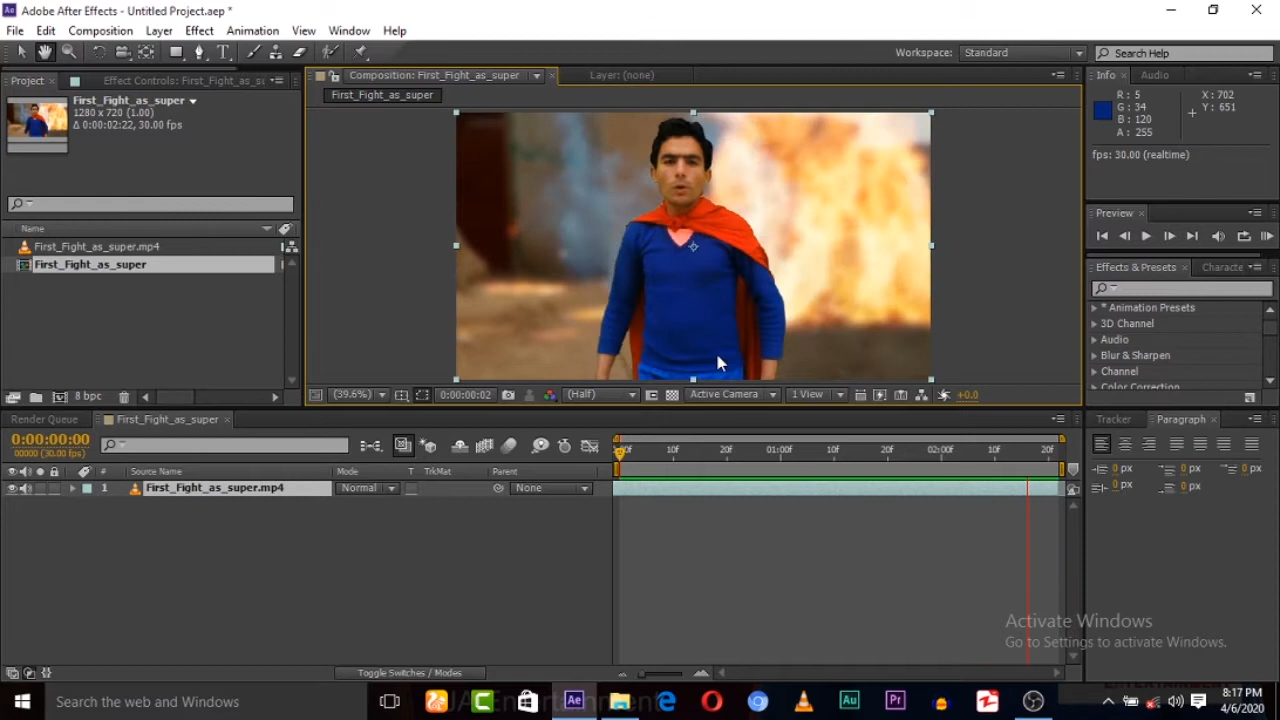 Adobe After Effects - Untitled Project.aep *
File Edit Composition Layer Effect Animation View Window Help
Workspace: Standard Search Help
Project Effect Controls: First_Fight_as_su
Composition: First_Fight_as_super Layer: (none)
Info Audio
First_Fight_as_super
1280 x 720 (1.00)
Δ 0:00:02:22, 30.00 fps
First_Fight_as_super
R : 5
G : 34
B : 120
A : 255
X : 702
Y : 651
fps: 30.00 (realtime)
Preview
Name
First_Fight_as_super.mp4
First_Fight_as_super
Effects & Presets Characte
* Animation Presets
3D Channel
Audio
Blur & Sharpen
Channel
Color Correction
8 bpc
(39.6%) 0:00:00:02 (Half) Active Camera 1 View +0.0
Render Queue First_Fight_as_super
Tracker Paragraph
0:00:00:00
00000 (30.00 fps)
:00f 10f 20f 01:00f 10f 20f 02:00f 10f 20f
0 px 0 px 0 px
0 px 0 px
# Source Name Mode T TrkMat Parent
1 First_Fight_as_super.mp4 Normal None
Activate Windows
Go to Settings to activate Windows.
Toggle Switches / Modes
Search the web and Windows
Ae Au Pr
8:17 PM
4/6/2020